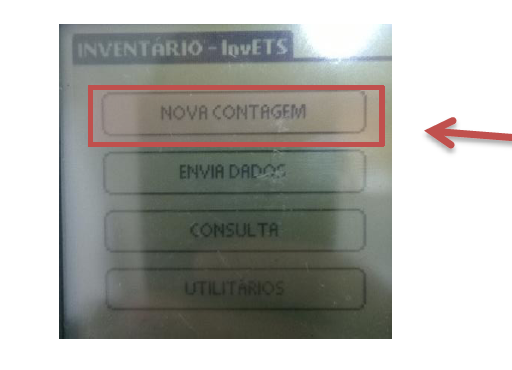 INVENTÁRIO - InvETS
NOVA CONTAGEM
ENVIA DADOS
CONSULTA
UTILITÁRIOS